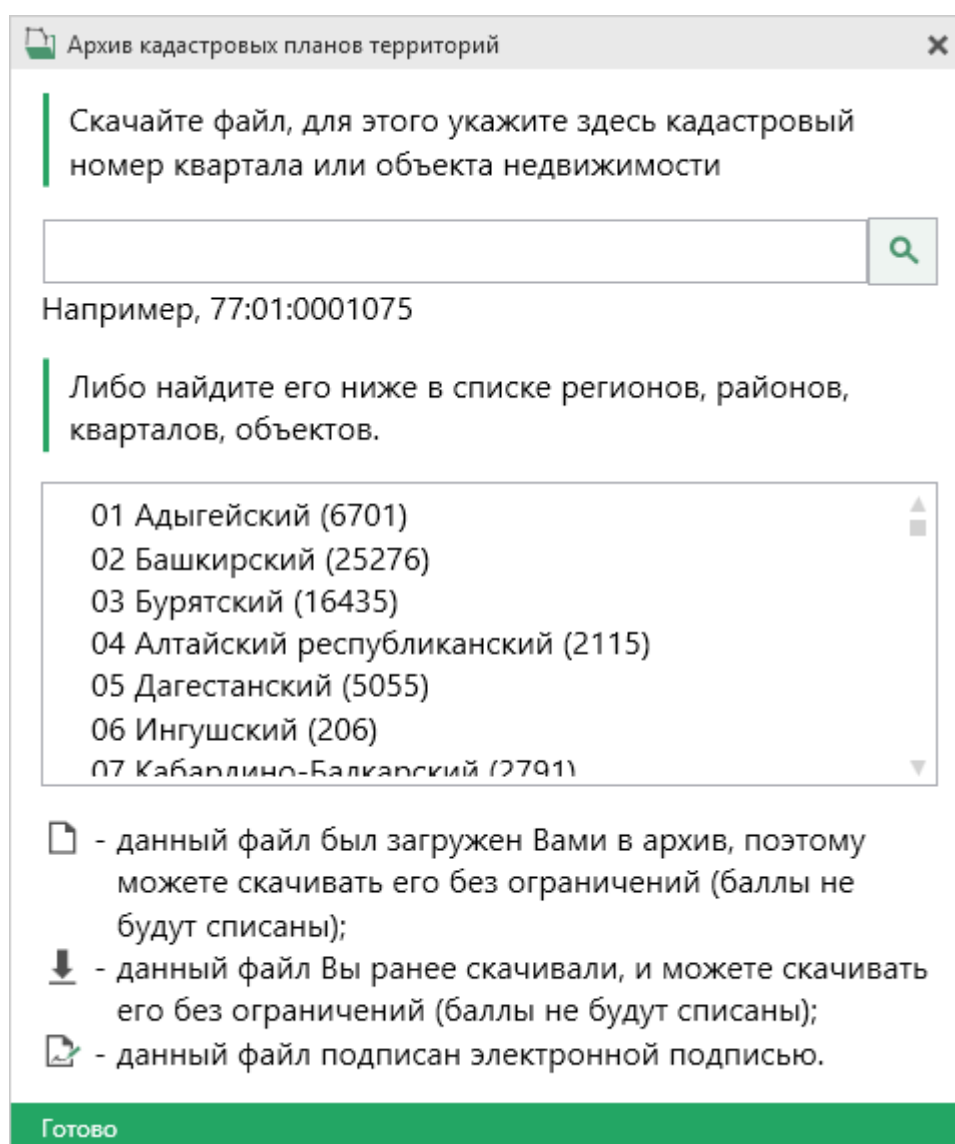 Архив кадастровых планов территорий
Скачайте файл, для этого укажите здесь кадастровый
номер квартала или объекта недвижимости
Например, 77:01:0001075
Либо найдите его ниже в списке регионов, районов,
кварталов, объектов.
01 Адыгейский (6701)
02 Башкирский (25276)
03 Бурятский (16435)
04 Алтайский республиканский (2115)
05 Дагестанский (5055)
06 Ингушский (206)
07 Кабардино-Балкарский (2791)
- данный файл был загружен Вами в архив, поэтому
можете скачивать его без ограничений (баллы не
будут списаны);
- данный файл Вы ранее скачивали, и можете скачивать
его без ограничений (баллы не будут списаны);
- данный файл подписан электронной подписью.
Готово